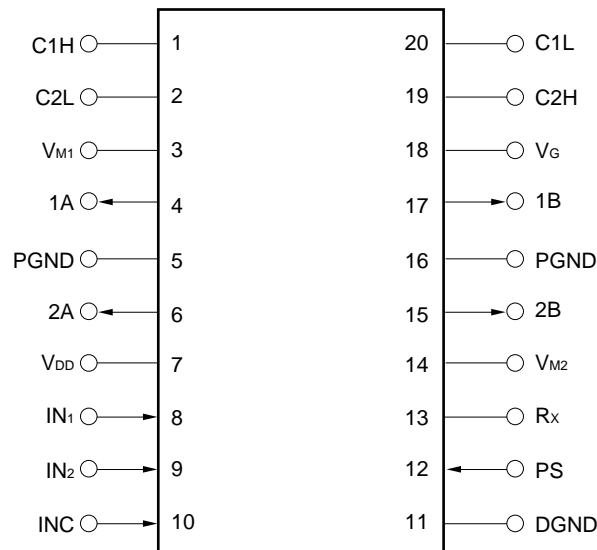 C1H 1 20 C1L
C2L 2 19 C2H
VM1 3 18 VG
1A 4 17 1B
PGND 5 16 PGND
2A 6 15 2B
VDD 7 14 VM2
IN1 8 13 RX
IN2 9 12 PS
INC 10 11 DGND